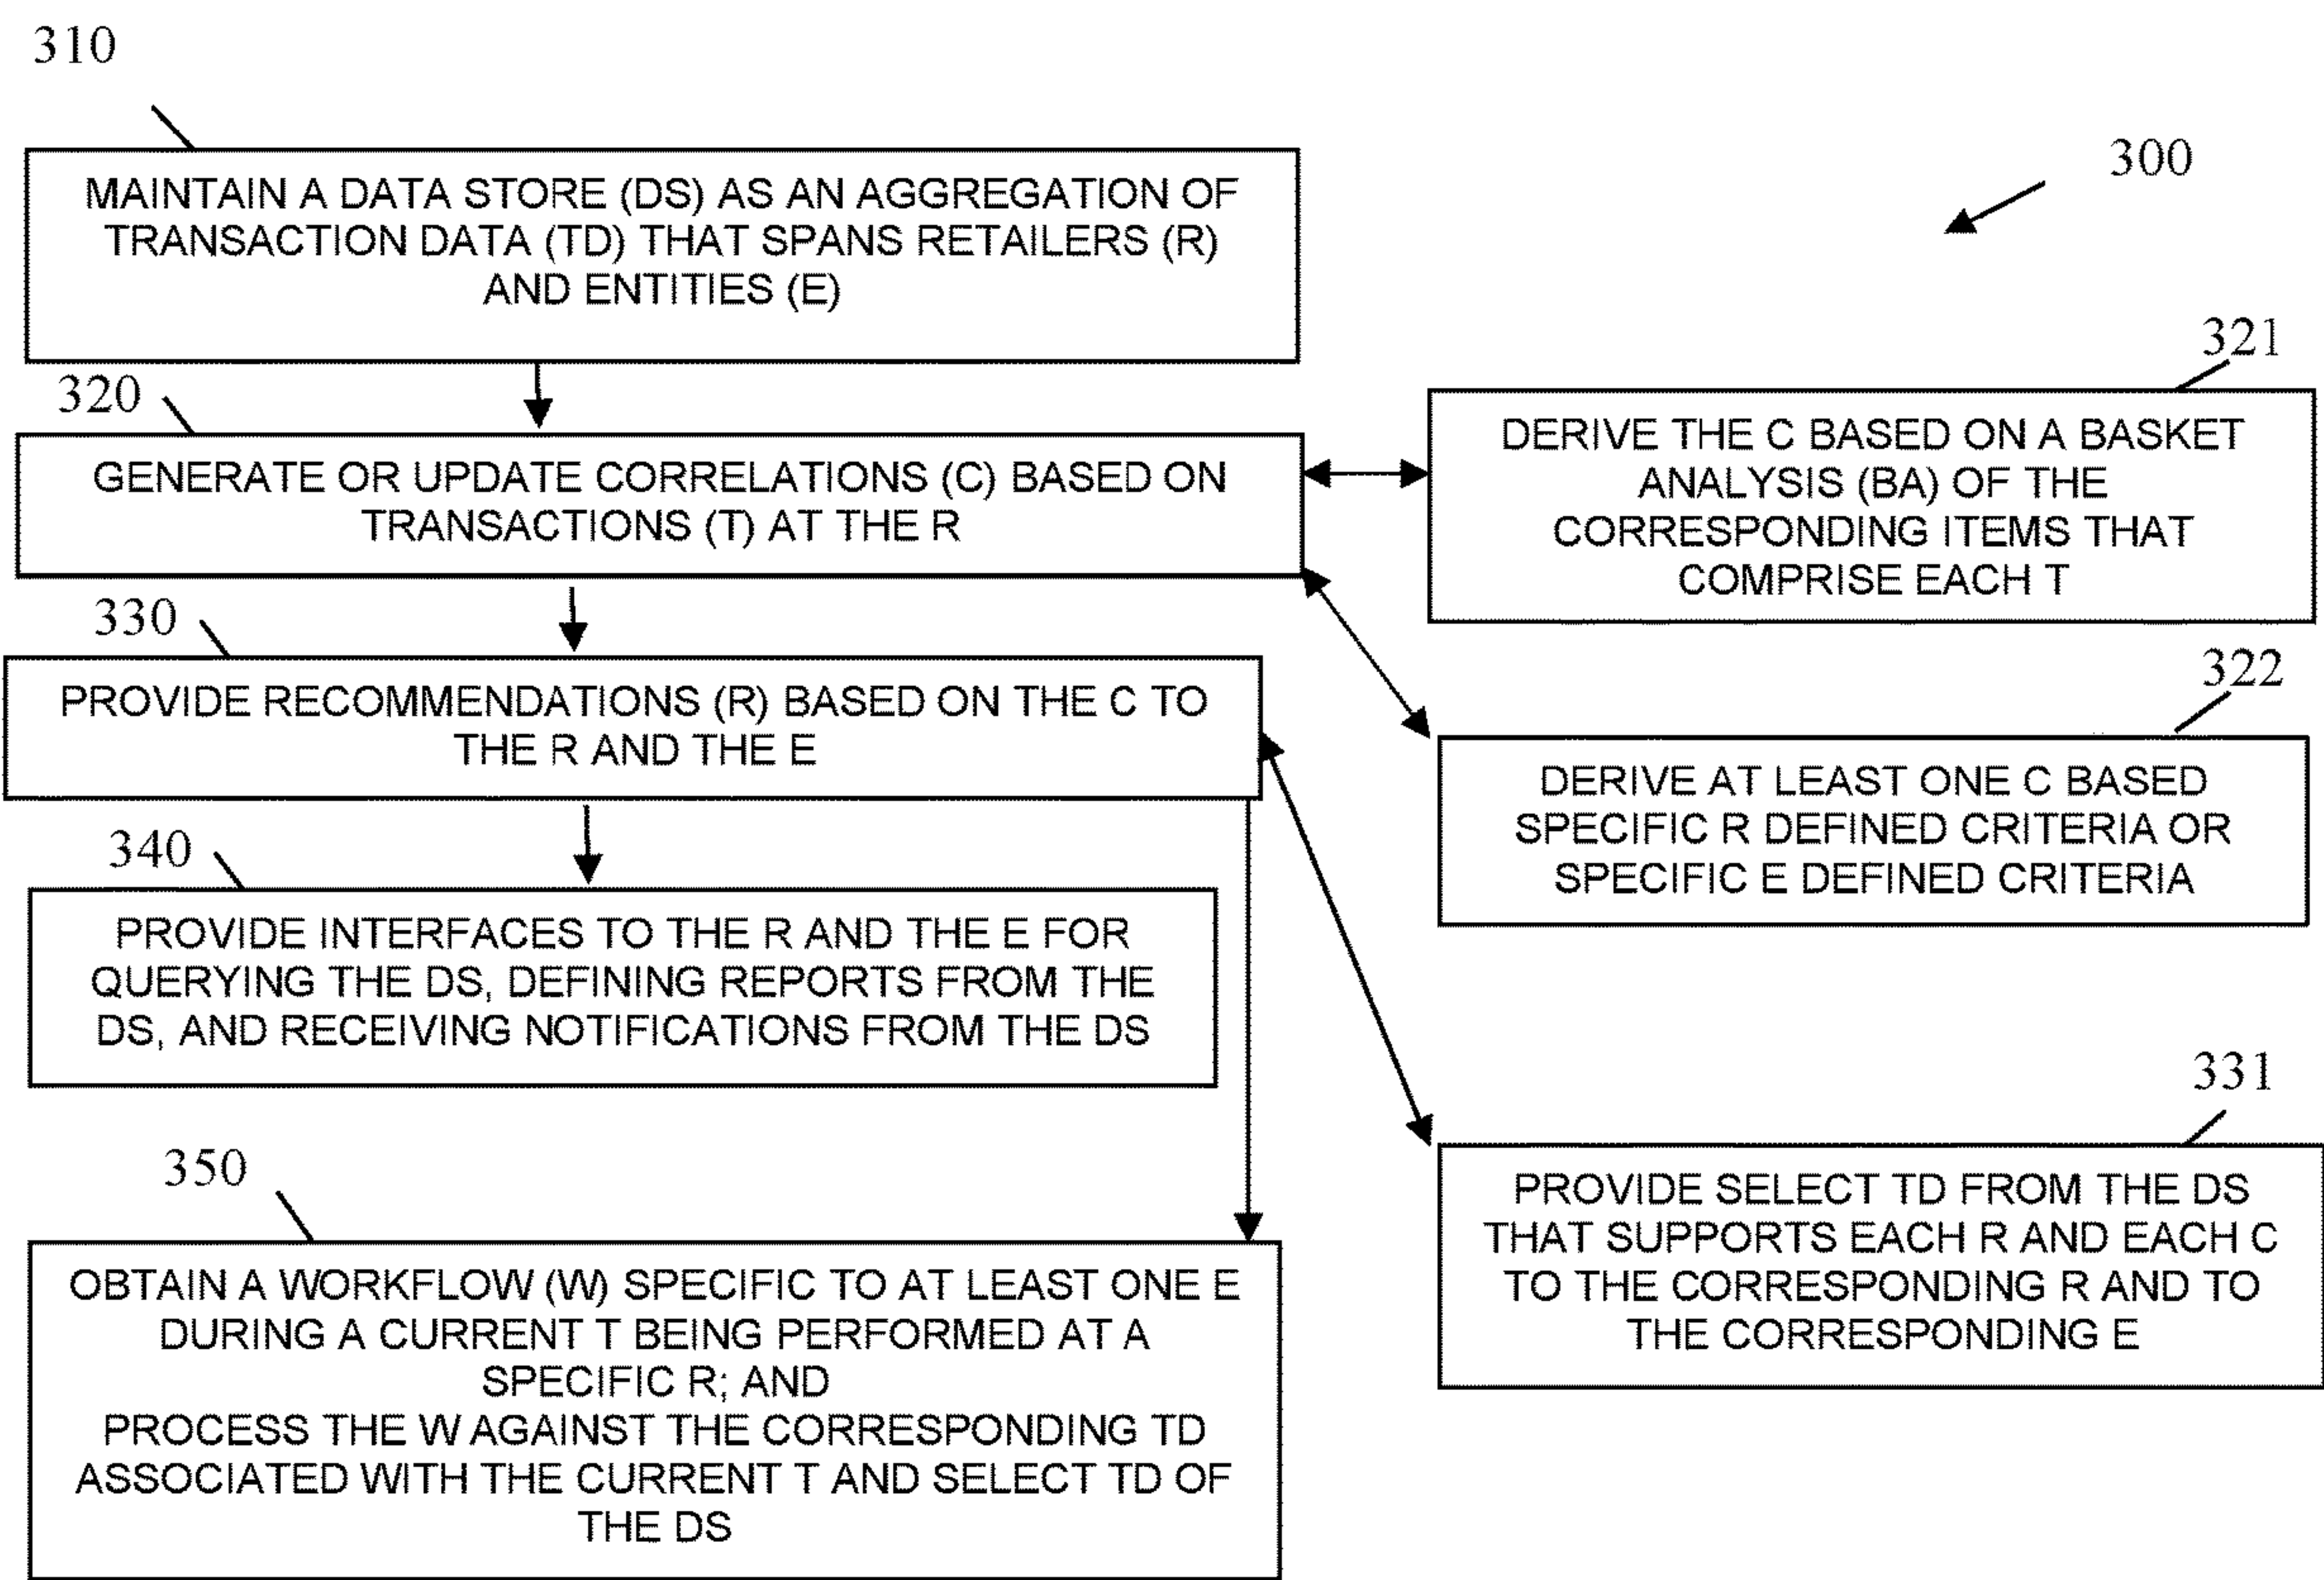 310
MAINTAIN A DATA STORE (DS) AS AN AGGREGATION OF
TRANSACTION DATA (TD) THAT SPANS RETAILERS (R)
AND ENTITIES (E)
300
320
GENERATE OR UPDATE CORRELATIONS (C) BASED ON
TRANSACTIONS (T) AT THE R
321
DERIVE THE C BASED ON A BASKET
ANALYSIS (BA) OF THE
CORRESPONDING ITEMS THAT
COMPRISE EACH T
330
PROVIDE RECOMMENDATIONS (R) BASED ON THE C TO
THE R AND THE E
322
DERIVE AT LEAST ONE C BASED
SPECIFIC R DEFINED CRITERIA OR
SPECIFIC E DEFINED CRITERIA
340
PROVIDE INTERFACES TO THE R AND THE E FOR
QUERYING THE DS, DEFINING REPORTS FROM THE
DS, AND RECEIVING NOTIFICATIONS FROM THE DS
331
PROVIDE SELECT TD FROM THE DS
THAT SUPPORTS EACH R AND EACH C
TO THE CORRESPONDING R AND TO
THE CORRESPONDING E
350
OBTAIN A WORKFLOW (W) SPECIFIC TO AT LEAST ONE E
DURING A CURRENT T BEING PERFORMED AT A
SPECIFIC R; AND
PROCESS THE W AGAINST THE CORRESPONDING TD
ASSOCIATED WITH THE CURRENT T AND SELECT TD OF
THE DS